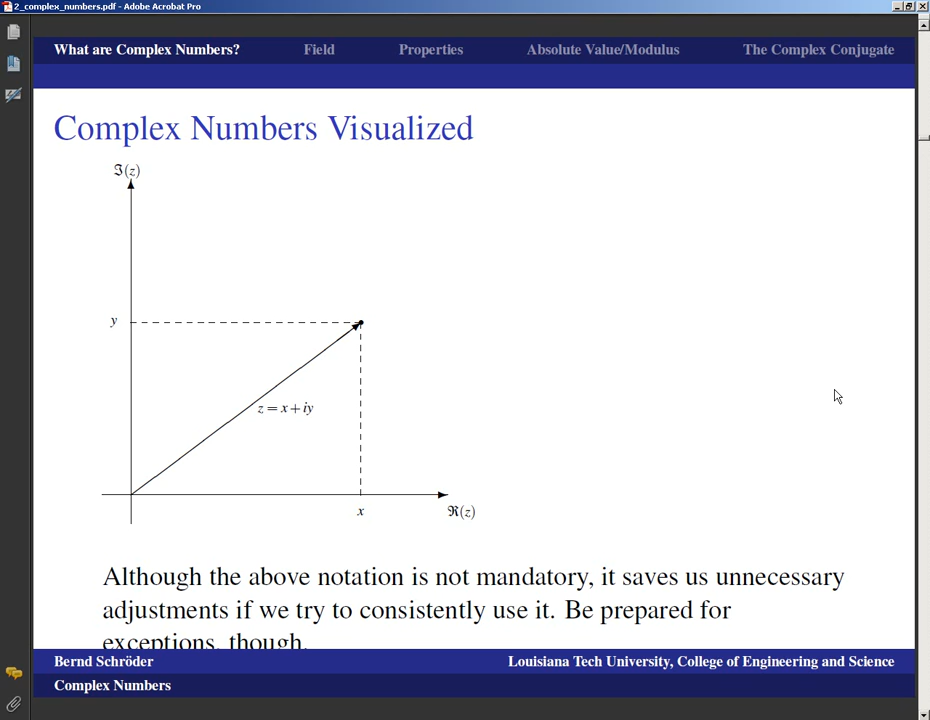 2_complex_numbers.pdf - Adobe Acrobat Pro
What are Complex Numbers? Field Properties Absolute Value/Modulus The Complex Conjugate
Complex Numbers Visualized
ℑ(z)
y
z = x + iy
x
ℜ(z)
Although the above notation is not mandatory, it saves us unnecessary
adjustments if we try to consistently use it. Be prepared for
exceptions, though.
Bernd Schröder Louisiana Tech University, College of Engineering and Science
Complex Numbers